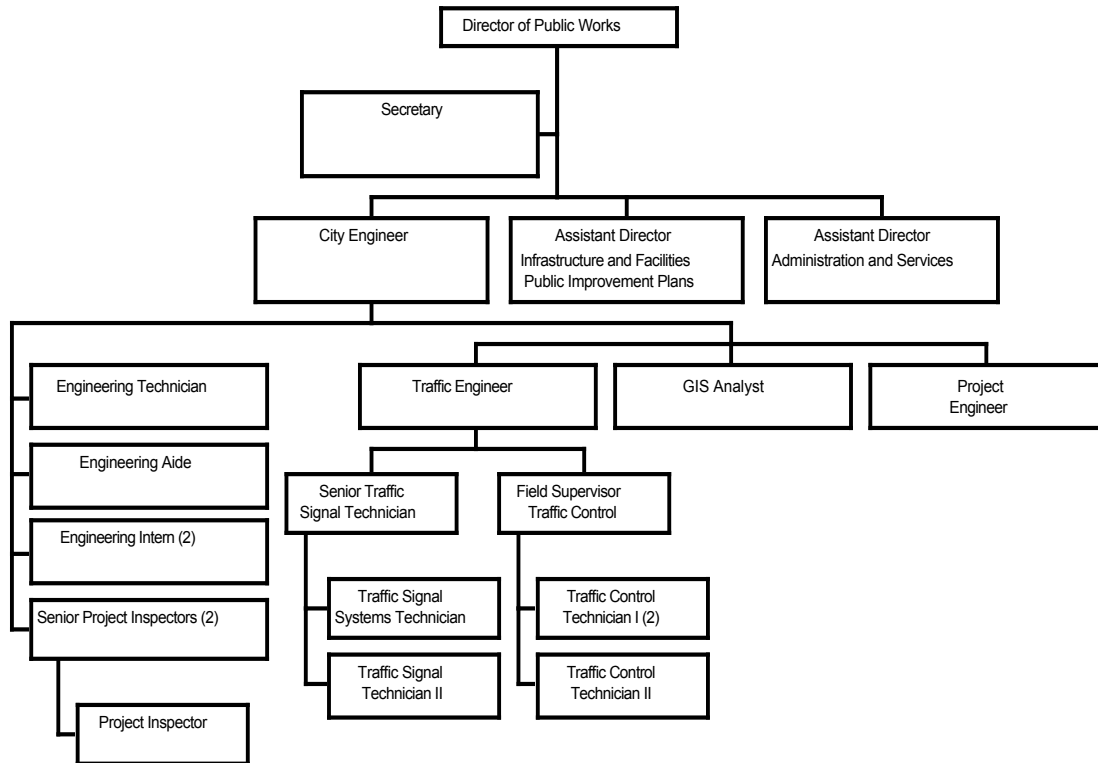 Director of Public Works
Secretary
City Engineer
Assistant Director
Infrastructure and Facilities
Public Improvement Plans
Assistant Director
Administration and Services
Engineering Technician
Engineering Aide
Engineering Intern (2)
Senior Project Inspectors (2)
Project Inspector
Traffic Engineer
GIS Analyst
Project
Engineer
Senior Traffic
Signal Technician
Field Supervisor
Traffic Control
Traffic Signal
Systems Technician
Traffic Signal
Technician II
Traffic Control
Technician I (2)
Traffic Control
Technician II